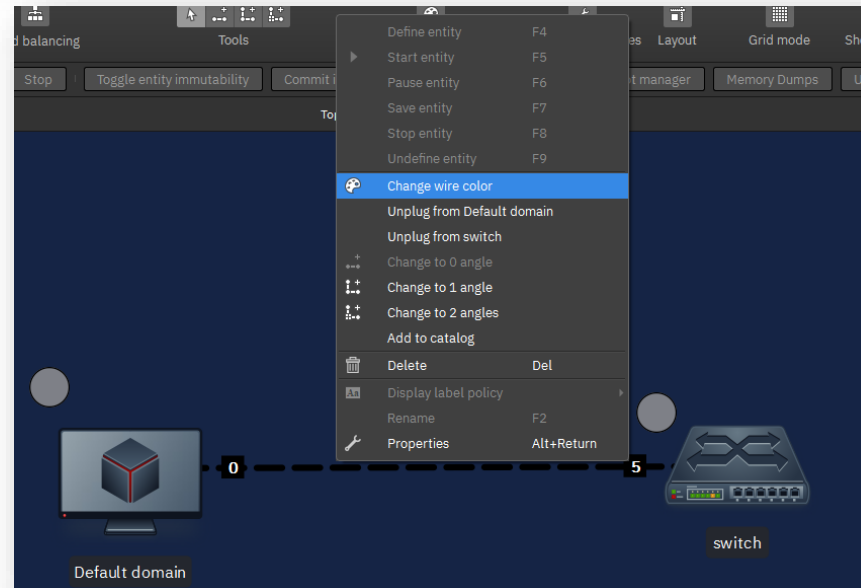 d balancing
Tools
es
Layout
Grid mode
Sh
Stop
Toggle entity immutability
Commit i
t manager
Memory Dumps
U
To
Define entity F4
Start entity F5
Pause entity F6
Save entity F7
Stop entity F8
Undefine entity F9
Change wire color
Unplug from Default domain
Unplug from switch
Change to 0 angle
Change to 1 angle
Change to 2 angles
Add to catalog
Delete Del
Display label policy
Rename F2
Properties Alt+Return
0
5
switch
Default domain